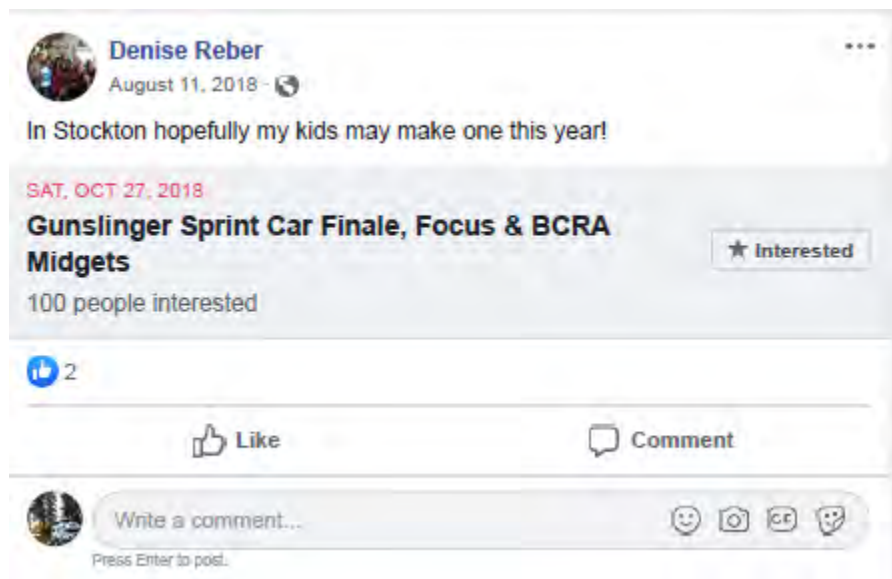 Denise Reber
August 11, 2018 ·
In Stockton hopefully my kids may make one this year!
SAT, OCT 27, 2018
Gunslinger Sprint Car Finale, Focus & BCRA
Midgets
★ Interested
100 people interested
2
Like
Comment
Write a comment...
GIF
Press Enter to post.